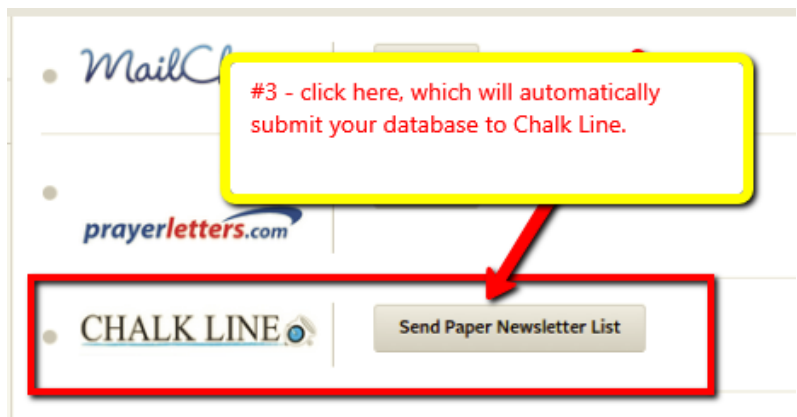 #3 - click here, which will automatically
submit your database to Chalk Line.
prayerletters.com
CHALK LINE
Send Paper Newsletter List